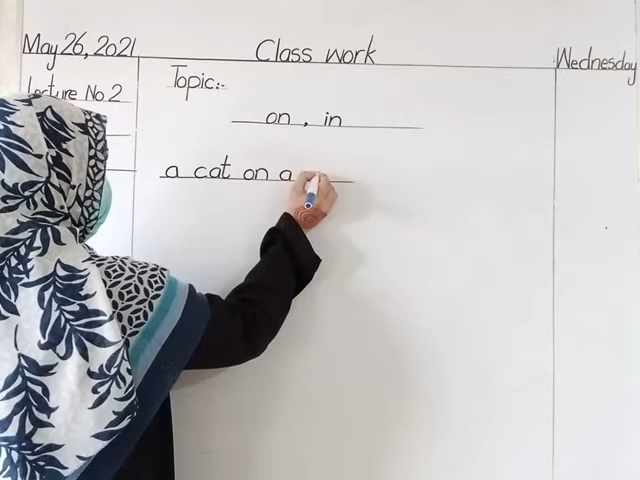 May 26, 2021 Class work Wednesday
Lecture No 2
Topic:-
on , in
a cat on a